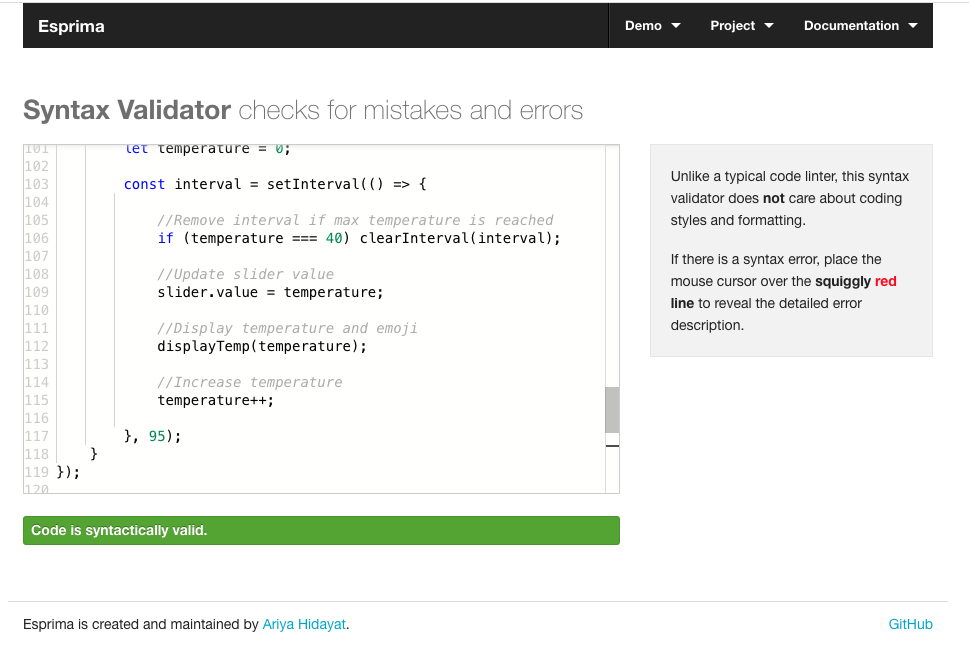 Esprima
Demo
Project
Documentation
Syntax Validator checks for mistakes and errors
101 let temperature = 0;
102
103 const interval = setInterval(() => {
104
105 //Remove interval if max temperature is reached
106 if (temperature === 40) clearInterval(interval);
107
108 //Update slider value
109 slider.value = temperature;
110
111 //Display temperature and emoji
112 displayTemp(temperature);
113
114 //Increase temperature
115 temperature++;
116
117 }, 95);
118 }
119 });
120
Unlike a typical code linter, this syntax
validator does not care about coding
styles and formatting.
If there is a syntax error, place the
mouse cursor over the squiggly red
line to reveal the detailed error
description.
Code is syntactically valid.
Esprima is created and maintained by Ariya Hidayat.
GitHub